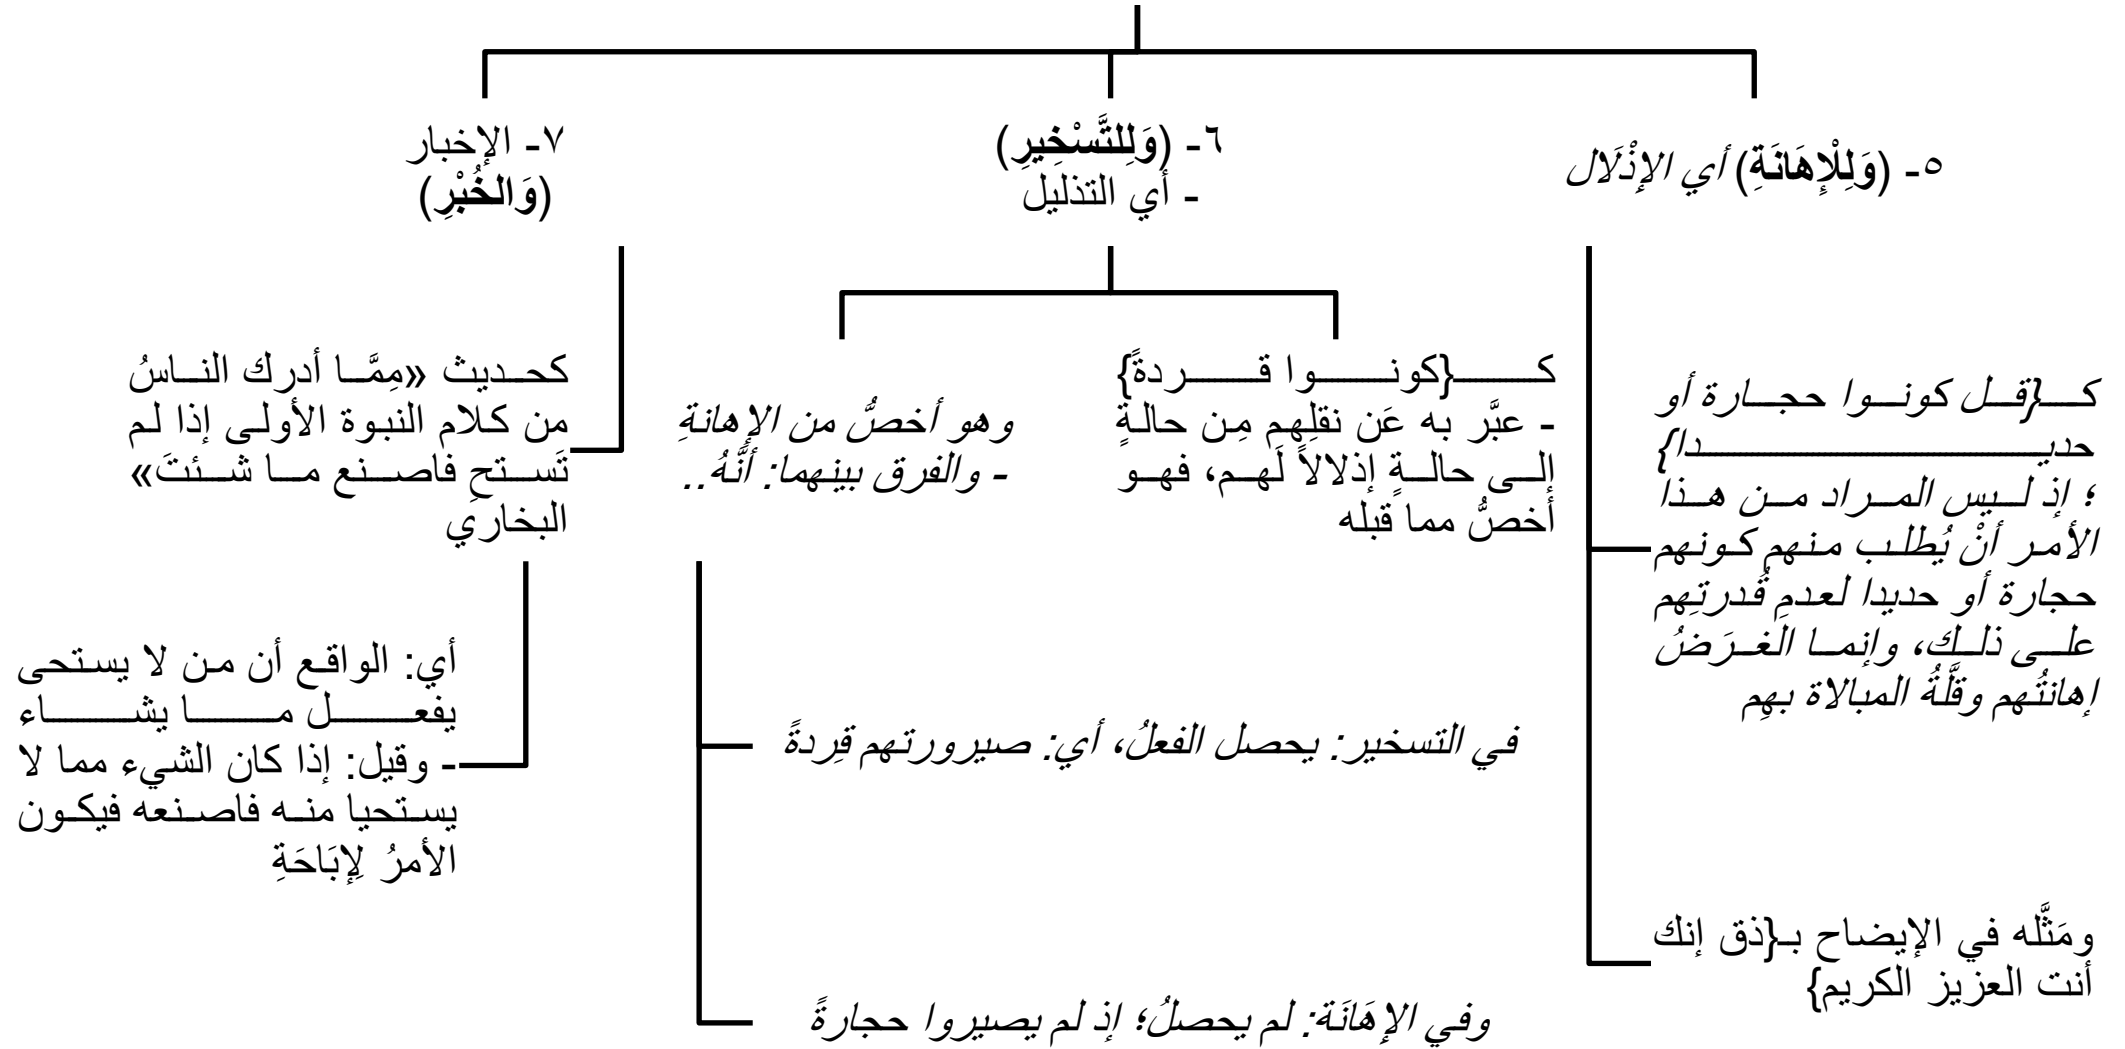 ٥- (وَلِلْإِهَانَةِ) أي الإِذْلَال
كـ{قل كونوا حجارة أو
حديدا}
؛ إذ ليس المراد من هذا
الأمر أنْ يُطلب منهم كونهم
حجارة أو حديدا لعدمِ قُدرتِهم
على ذلك، وإنما الغَرَضُ
إهانتُهم وقلَّةُ المبالاة بهِم
ومَثَّله في الإيضاح بـ{ذق إنك
أنت العزيز الكريم}
٦- (وَلِلتَّسْخِيرِ)
- أي التذليل
كـ{كونوا قردةً}
- عبَّر به عَن نقلِهم مِن حالةٍ
إلى حالةٍ إذلالاً لَهم، فهو
أخصُّ مما قبله
وهو أخصُّ من الإهانةِ
- والفرق بينهما: أنَّهُ..
في التسخير: يحصل الفعلُ، أي: صيرورتهم قِردةً
وفي الإهَانَة: لم يحصلُ؛ إذ لم يصيروا حجارةً
٧- الإخبار
(وَالخُبْرِ)
كحديث «مِمَّا أدرك الناسُ
من كلام النبوة الأولى إذا لم
تَستحِ فاصنع ما شئتَ»
البخاري
أي: الواقع أن من لا يستحى
يفعل ما يشاء
- وقيل: إذا كان الشيء مما لا
يستحيا منه فاصنعه فيكون
الأمرُ لِإبَاحَةِ